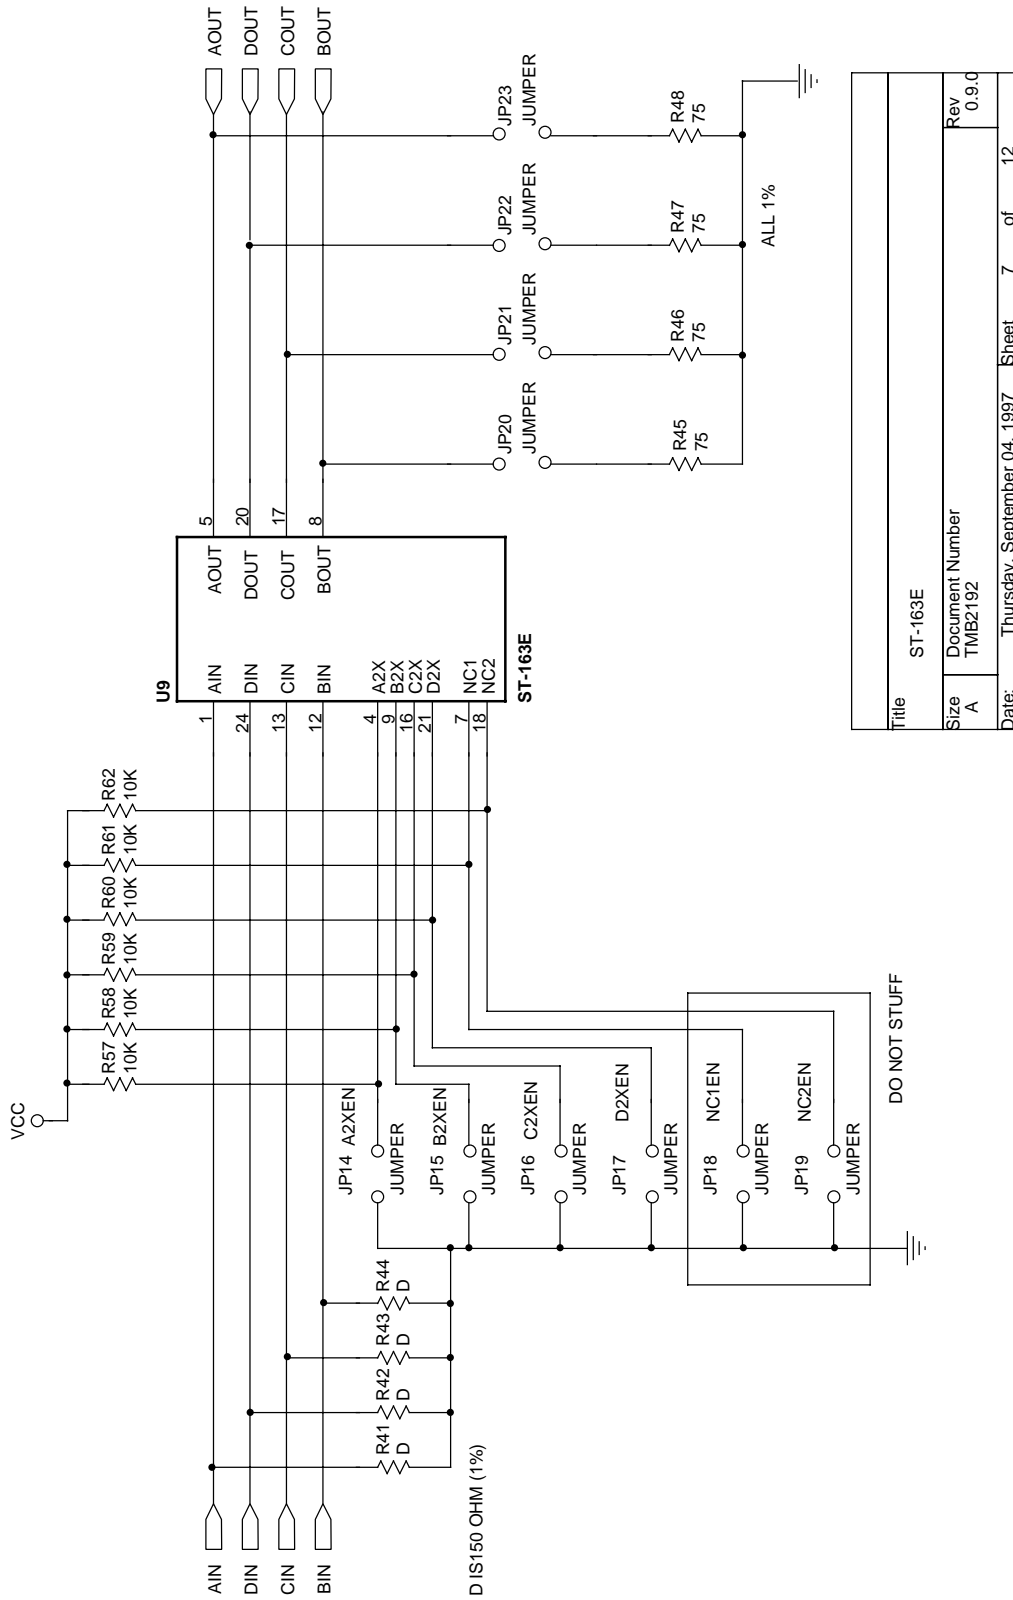 VCC
R57
10K
R58
10K
R59
10K
R60
10K
R61
10K
R62
10K
AIN
DIN
CIN
BIN
U9
1
24
13
12
4
9
16
21
7
18
AIN
DIN
CIN
BIN
A2X
B2X
C2X
D2X
NC1
NC2
AOUT
DOUT
COUT
BOUT
5
20
17
8
ST-163E
AOUT
DOUT
COUT
BOUT
R41
D
R42
D
R43
D
R44
D
D IS150 OHM (1%)
JP14
A2XEN
JUMPER
JP15
B2XEN
JUMPER
JP16
C2XEN
JUMPER
JP17
D2XEN
JUMPER
JP18
NC1EN
JUMPER
JP19
NC2EN
JUMPER
DO NOT STUFF
JP20
JUMPER
JP21
JUMPER
JP22
JUMPER
JP23
JUMPER
R45
75
R46
75
R47
75
R48
75
ALL 1%
Title
ST-163E
Size
A
Document Number
TMB2192
Rev
0.9.0
Date: Thursday, September 04, 1997 Sheet 7 of 12